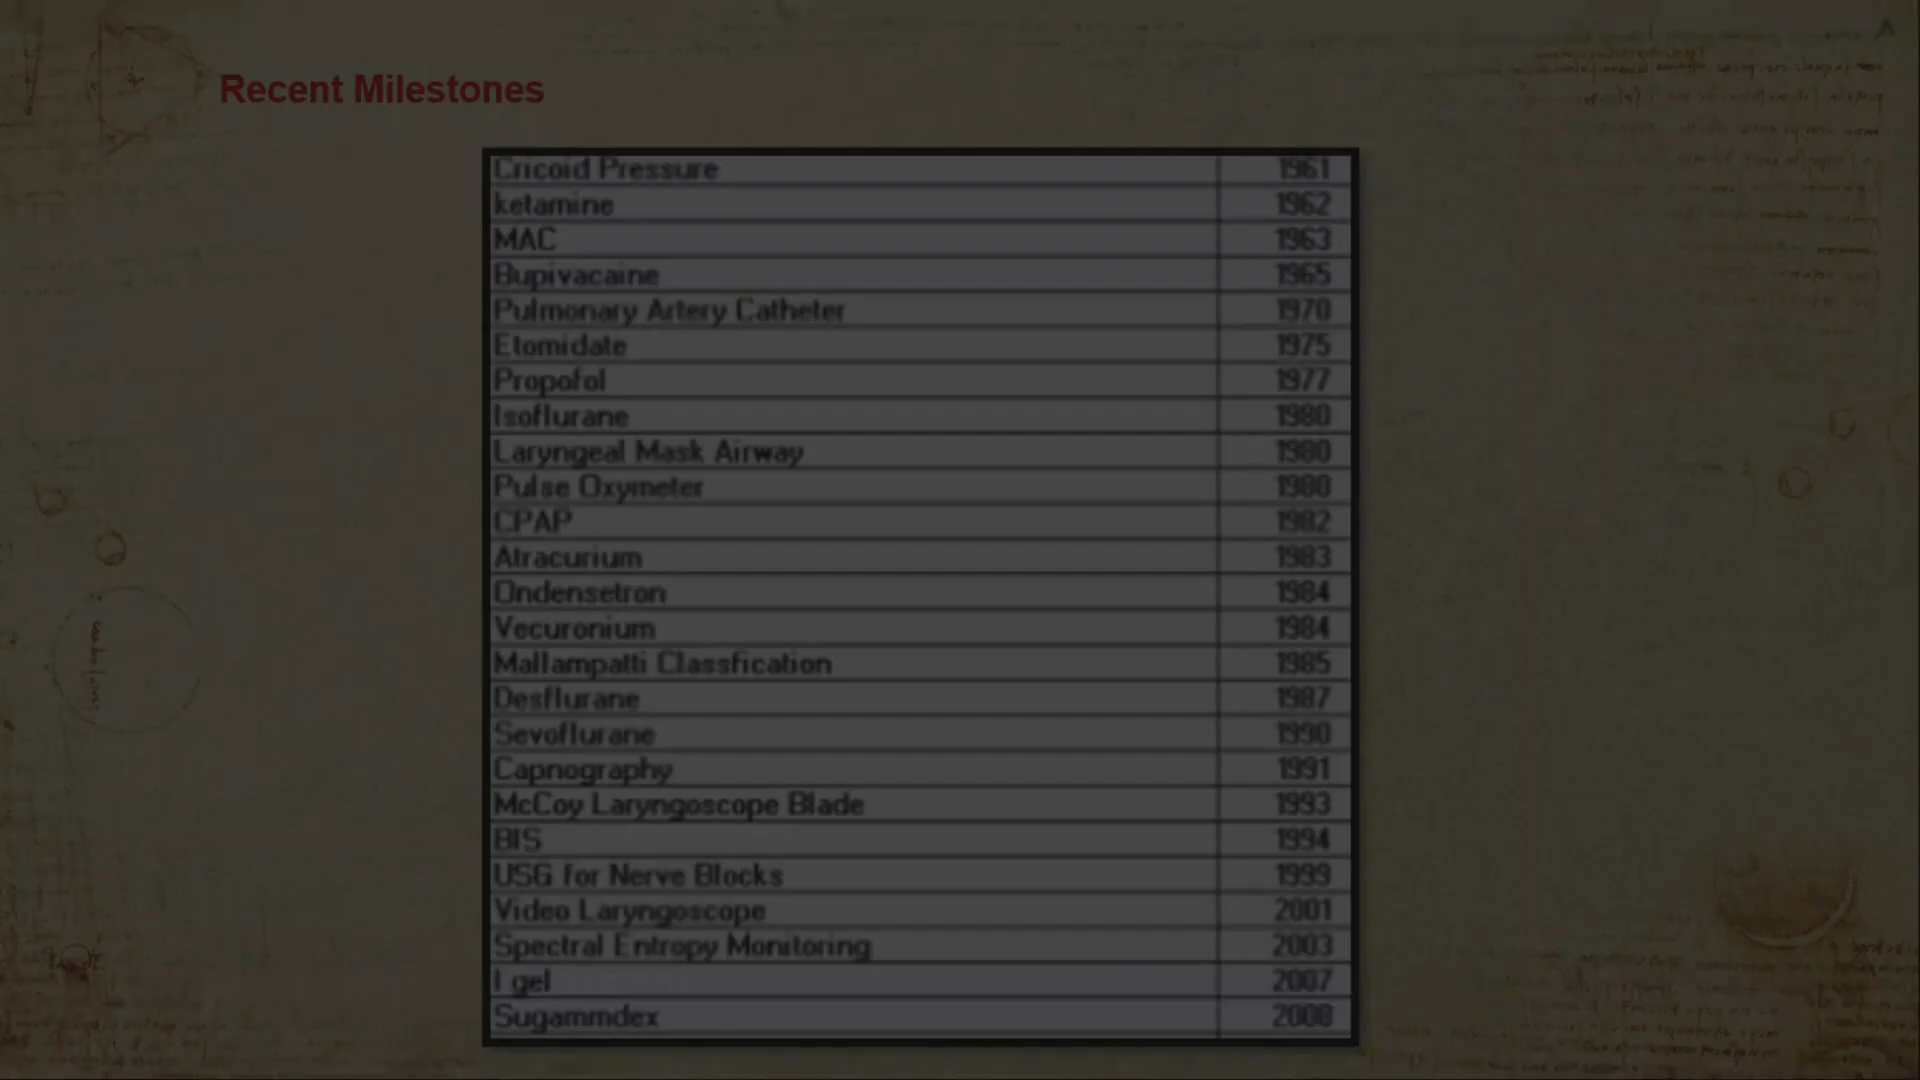 Recent Milestones
Cricoid Pressure 1961
ketamine 1962
MAC 1963
Bupivacaine 1965
Pulmonary Artery Catheter 1970
Etomidate 1975
Propofol 1977
Isoflurane 1980
Laryngeal Mask Airway 1980
Pulse Oxymeter 1980
CPAP 1982
Atracurium 1983
Ondensetron 1984
Vecuronium 1984
Mallampatti Classfication 1985
Desflurane 1987
Sevoflurane 1990
Capnography 1991
McCoy Laryngoscope Blade 1993
BIS 1994
USG for Nerve Blocks 1999
Video Laryngoscope 2001
Spectral Entropy Monitoring 2003
I gel 2007
Sugammdex 2008